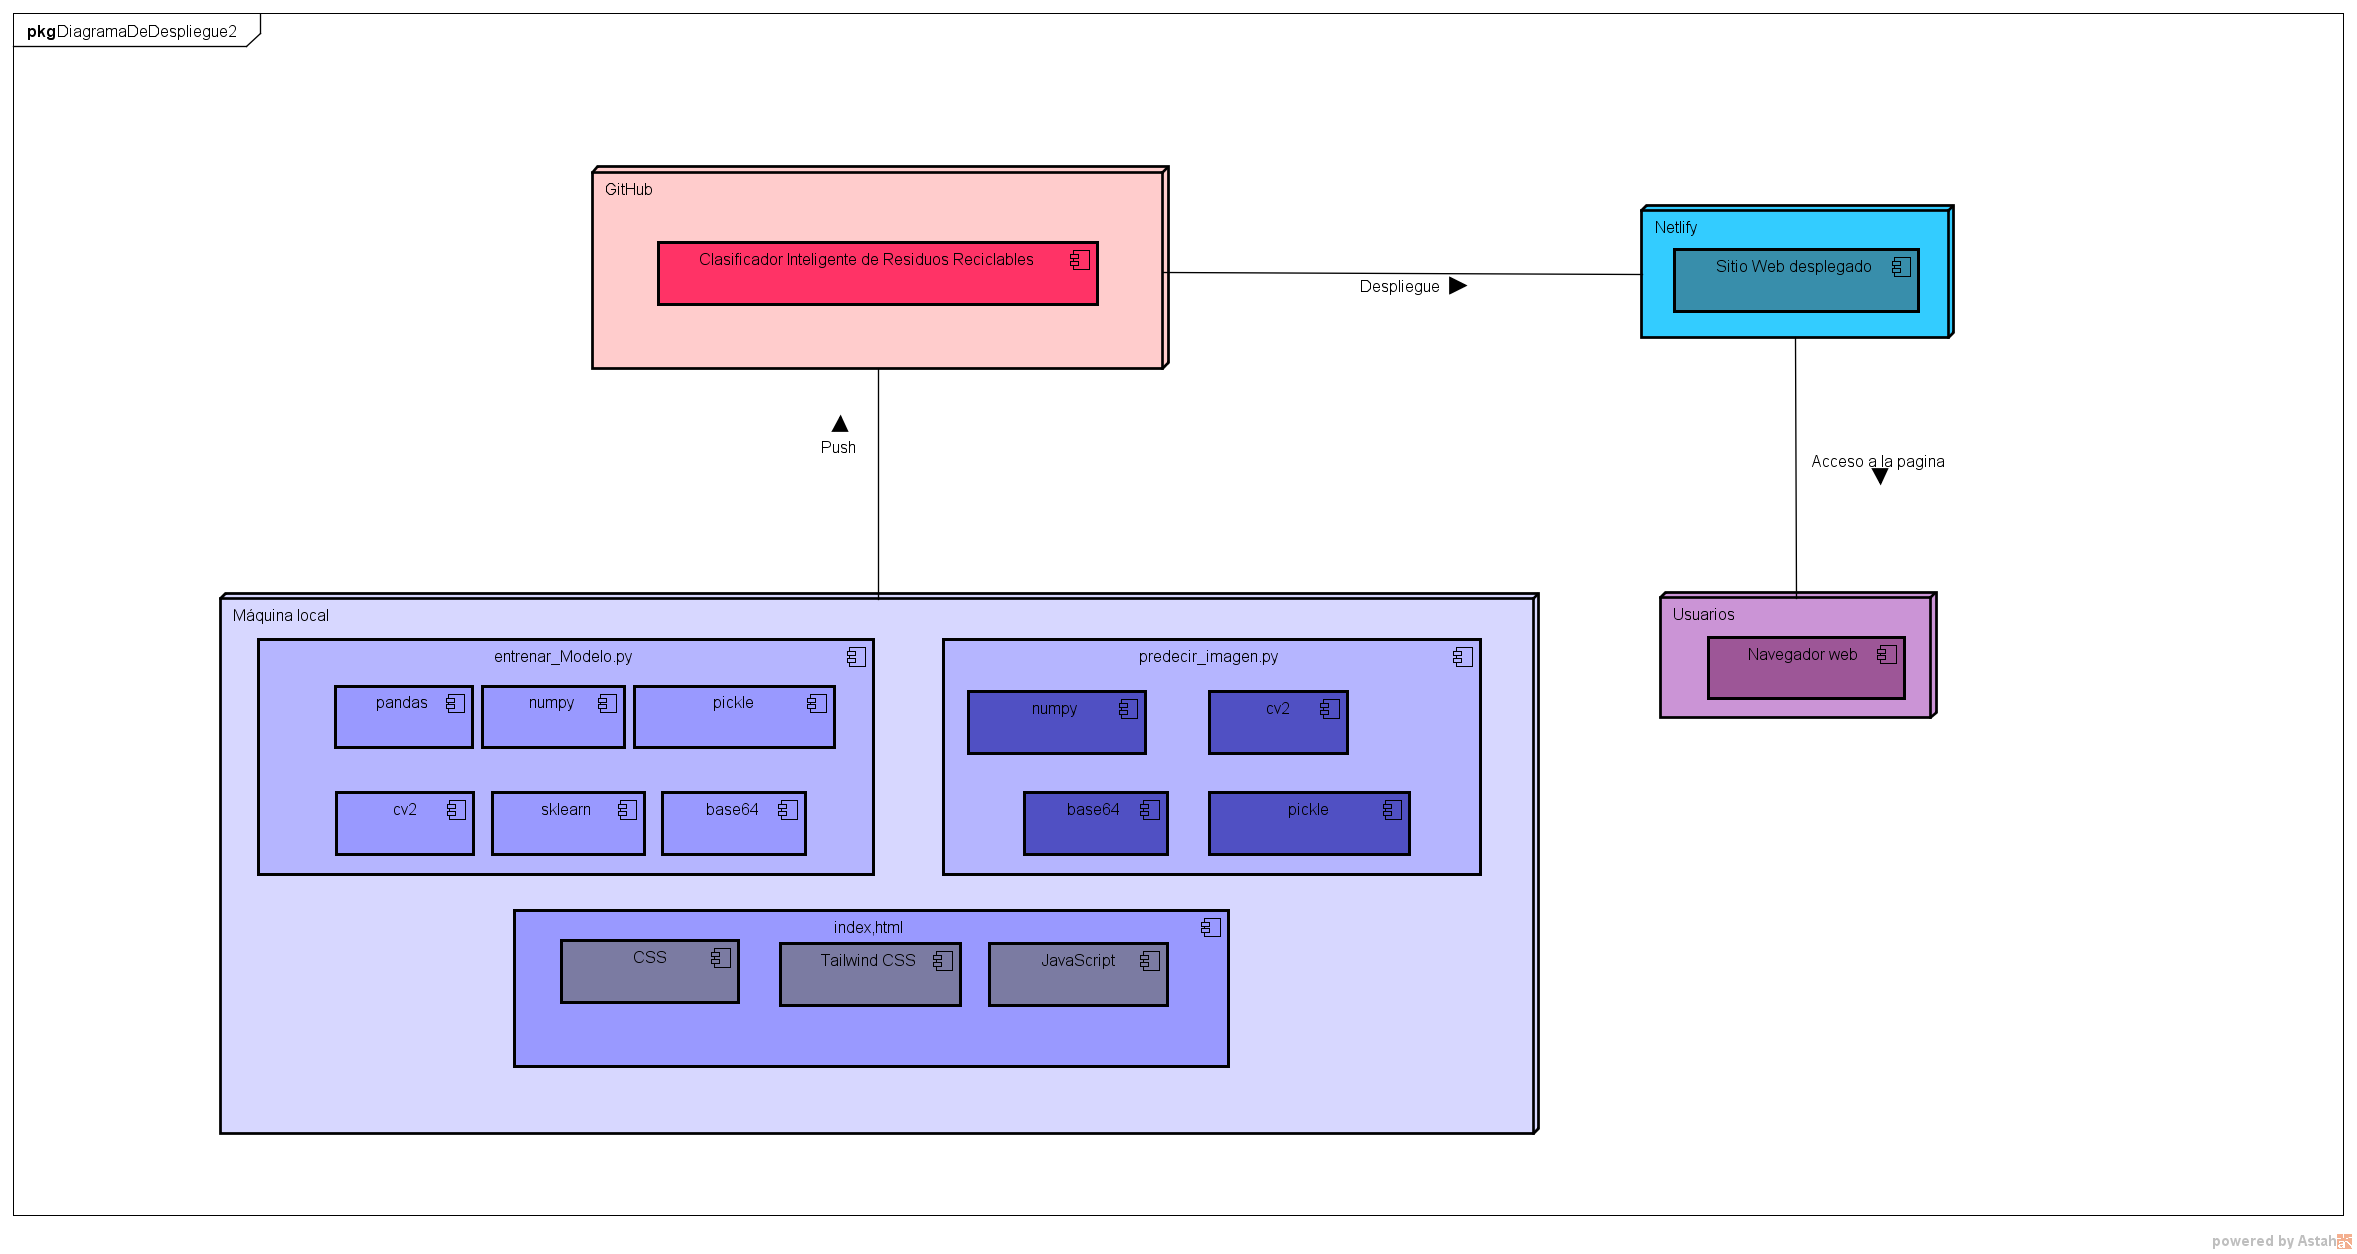 pkg DiagramaDeDespliegue2
GitHub
Clasificador Inteligente de Residuos Reciclables
Netlify
Sitio Web desplegado
Despliegue
Push
Acceso a la pagina
Máquina local
entrenar_Modelo.py
pandas
numpy
pickle
cv2
sklearn
base64
predecir_imagen.py
numpy
cv2
base64
pickle
index,html
CSS
Tailwind CSS
JavaScript
Usuarios
Navegador web
powered by Astah